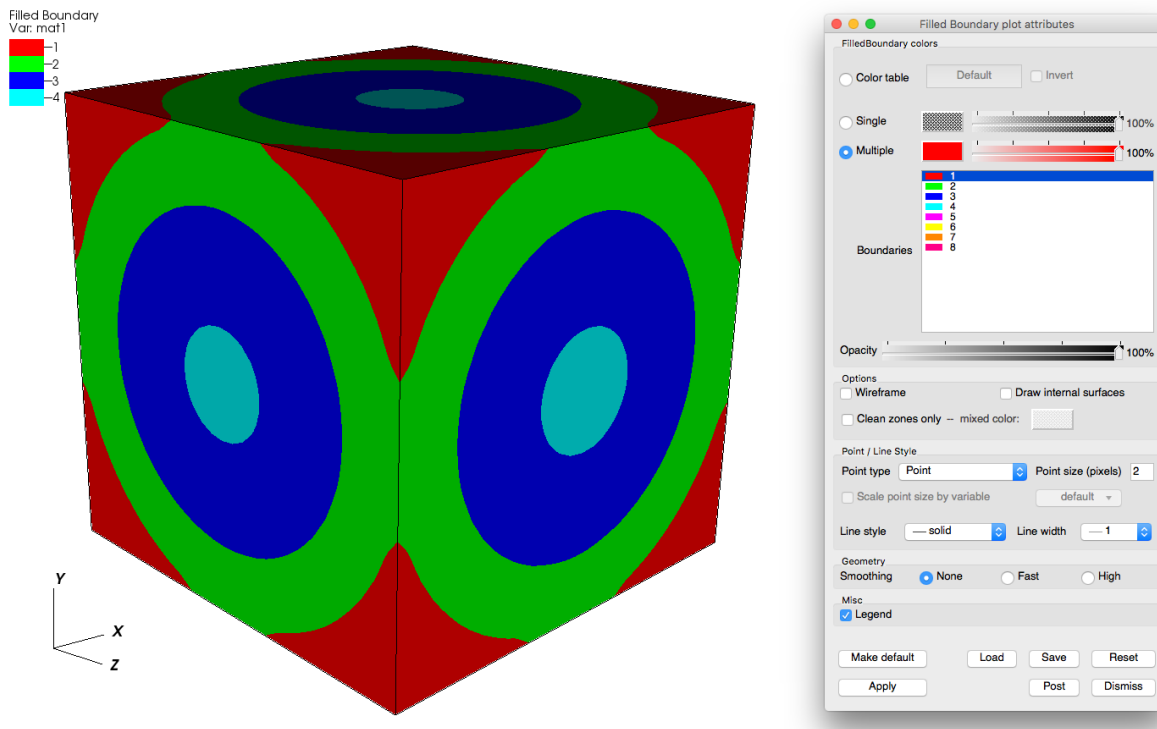 Filled Boundary
Var: mat1
1
2
3
4
Y
X
Z
Filled Boundary plot attributes
FilledBoundary colors
Color table Default Invert
Single 100%
Multiple 100%
1
2
3
4
5
6
7
8
Boundaries
Opacity 100%
Options
Wireframe Draw internal surfaces
Clean zones only – mixed color:
Point / Line Style
Point type Point Point size (pixels) 2
Scale point size by variable default
Line style solid Line width 1
Geometry
Smoothing None Fast High
Misc
Legend
Make default Load Save Reset
Apply Post Dismiss